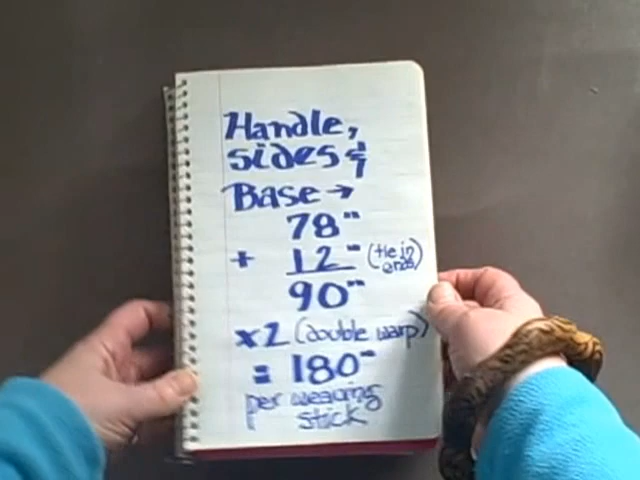 Handle,
sides &
Base →
78"
+ 12" (tie in ends)
90"
x2 (double warp)
= 180"
per weaving
stick